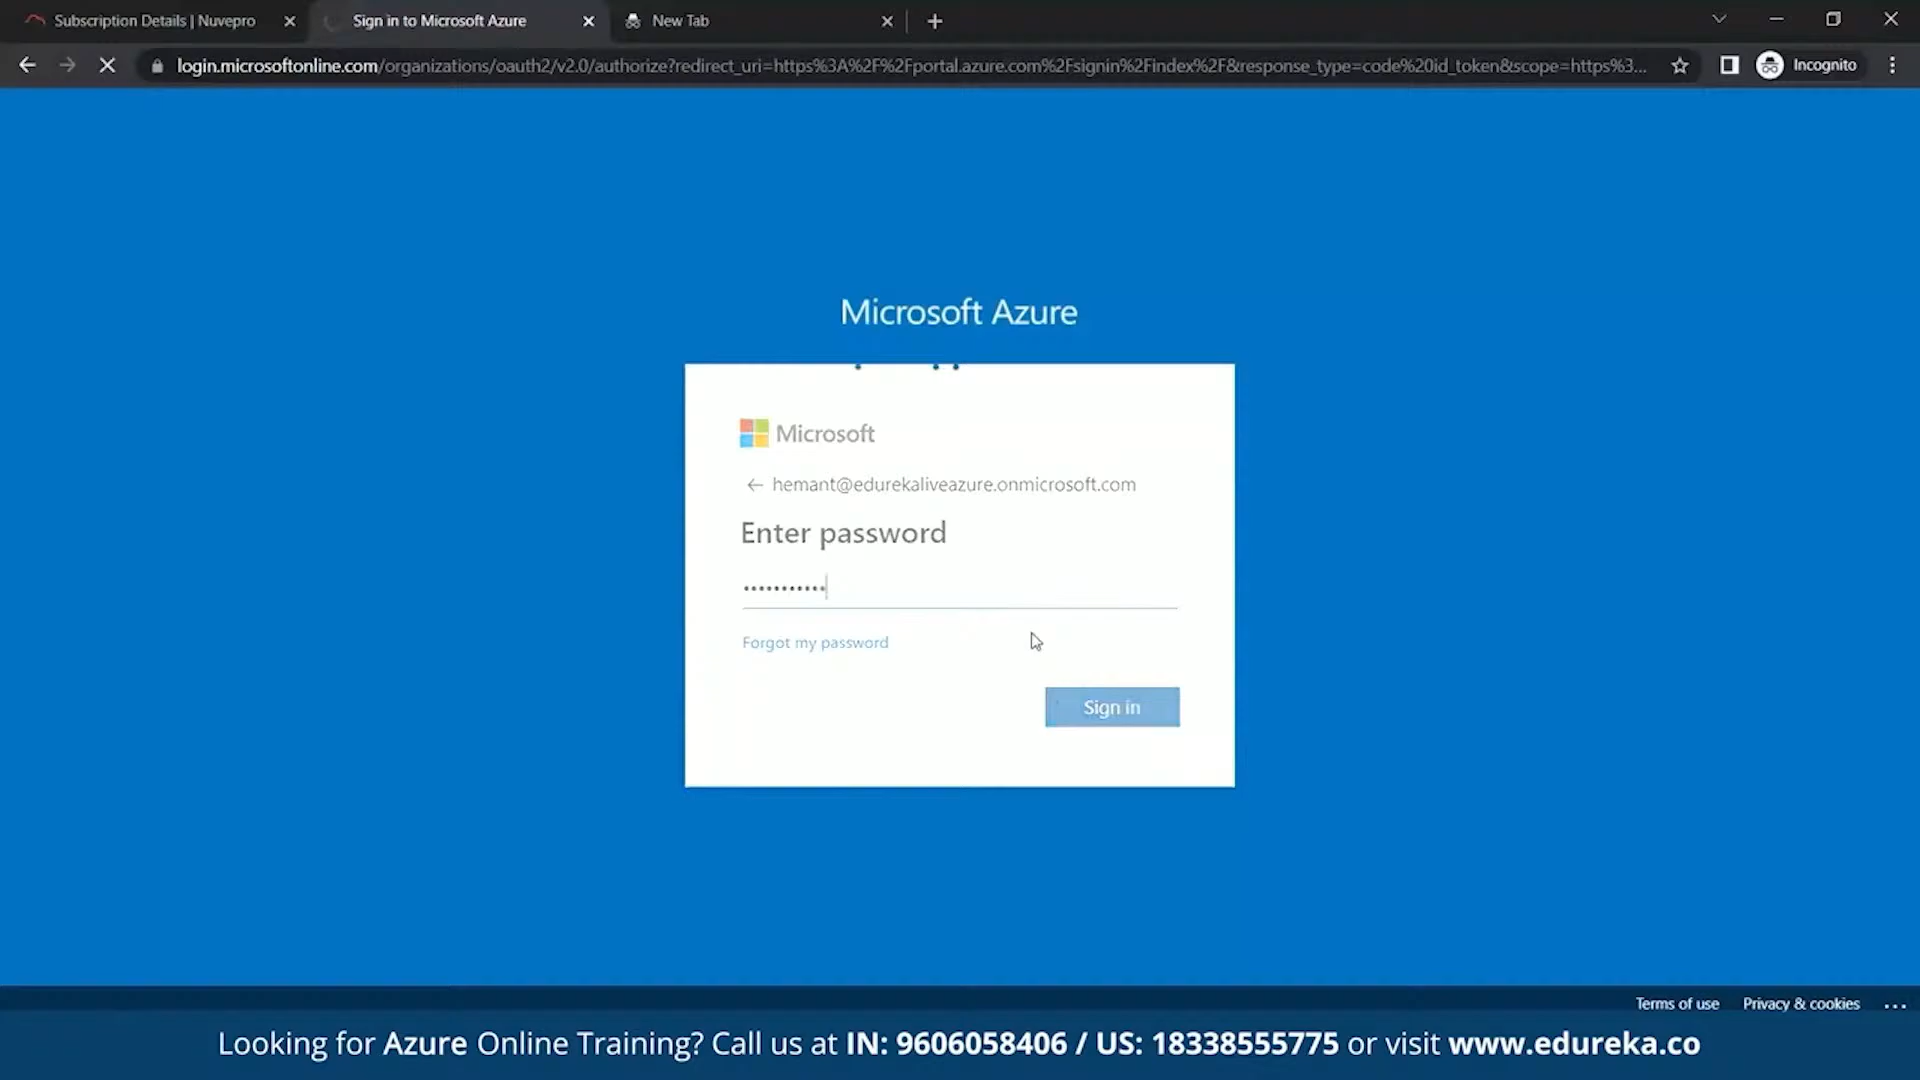 Subscription Details | Nuvepro
Sign in to Microsoft Azure
New Tab
login.microsoftonline.com/organizations/oauth2/v2.0/authorize?redirect_uri=https%3A%2F%2Fportal.azure.com%2Fsignin%2Findex%2F&response_type=code%20id_token&scope=https%3...
Incognito
Microsoft Azure
Microsoft
hemant@edurekaliveazure.onmicrosoft.com
Enter password
Forgot my password
Sign in
Terms of use
Privacy & cookies
Looking for Azure Online Training? Call us at IN: 9606058406 / US: 18338555775 or visit www.edureka.co